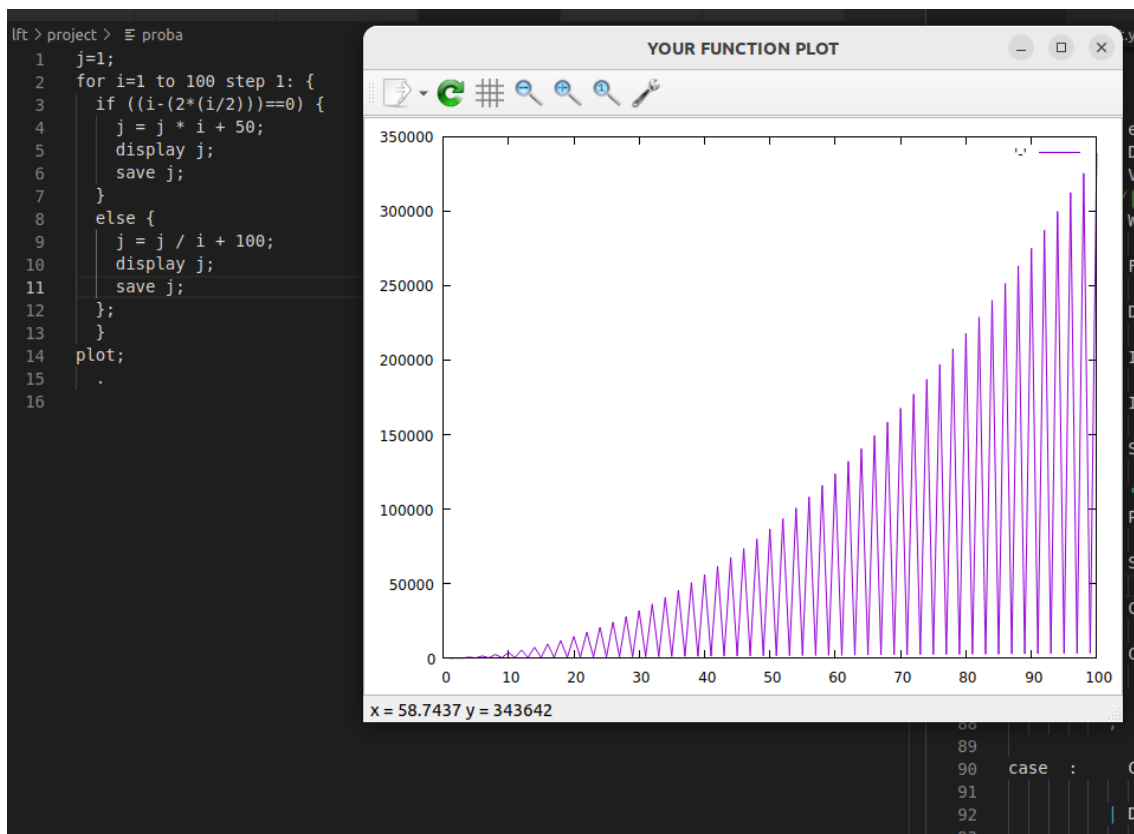 lft > project > proba
1 j=1;
2 for i=1 to 100 step 1: {
3 if ((i-(2*(i/2)))==0) {
4 j = j * i + 50;
5 display j;
6 save j;
7 }
8 else {
9 j = j / i + 100;
10 display j;
11 save j;
12 };
13 }
14 plot;
15 .
16
YOUR FUNCTION PLOT
350000
300000
250000
200000
150000
100000
50000
0
0 10 20 30 40 50 60 70 80 90 100
x = 58.7437 y = 343642
89
90 case :
91
92 |